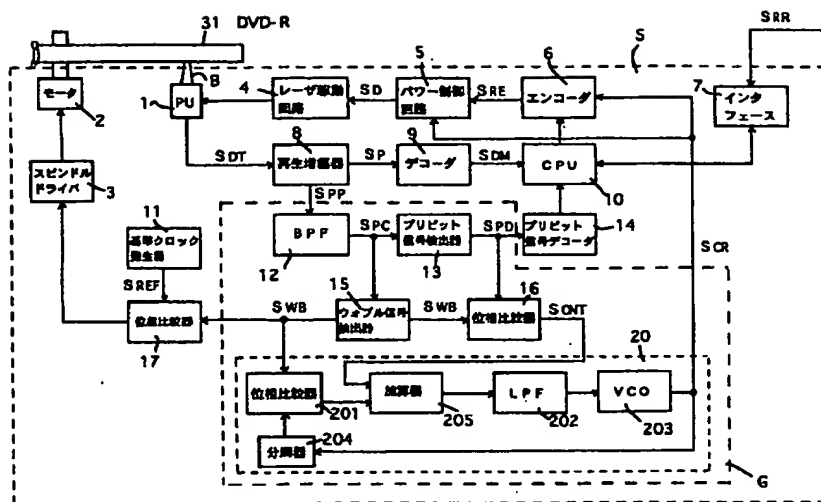 31 DVD-R
SRR
S
B
モータ
2
1
PU
4
レーザ駆動
回路
SD
5
パワー制御
回路
SRE
6
エンコーダ
7
インタ
フェース
SDT
8
再生増幅器
SP
9
デコーダ
SDM
CPU
10
スピンドル
ドライバ
3
SPP
11
基準クロック
発生器
BPF
12
SPC
プリピット
信号検出器
13
SPD
プリピット
信号デコーダ
14
SCR
SREF
15
ウォブル信号
検出器
SWB
SWB
16
位相比較器
SCNT
位相比較器
17
20
位相比較器
201
加算器
205
LPF
202
VCO
203
204
分周器
G